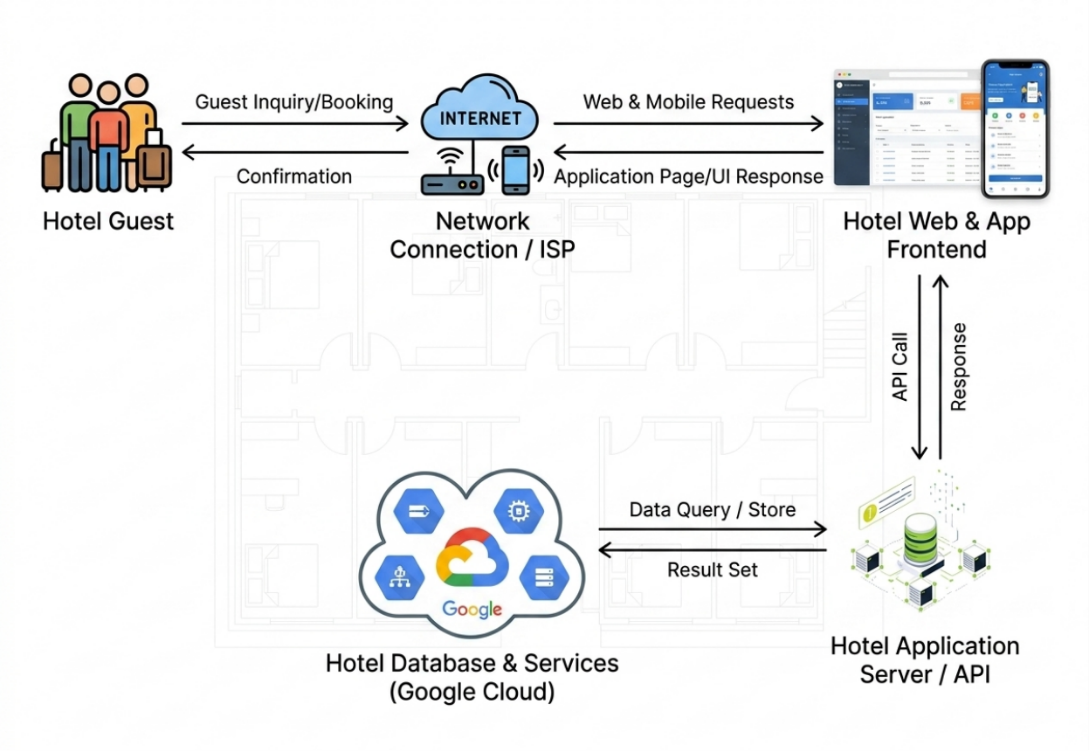 Guest Inquiry/Booking
Confirmation
Hotel Guest
INTERNET
Network
Connection / ISP
Web & Mobile Requests
Application Page/UI Response
Hotel Web & App
Frontend
API Call
Response
Data Query / Store
Result Set
Google
Hotel Database & Services
(Google Cloud)
Hotel Application
Server / API